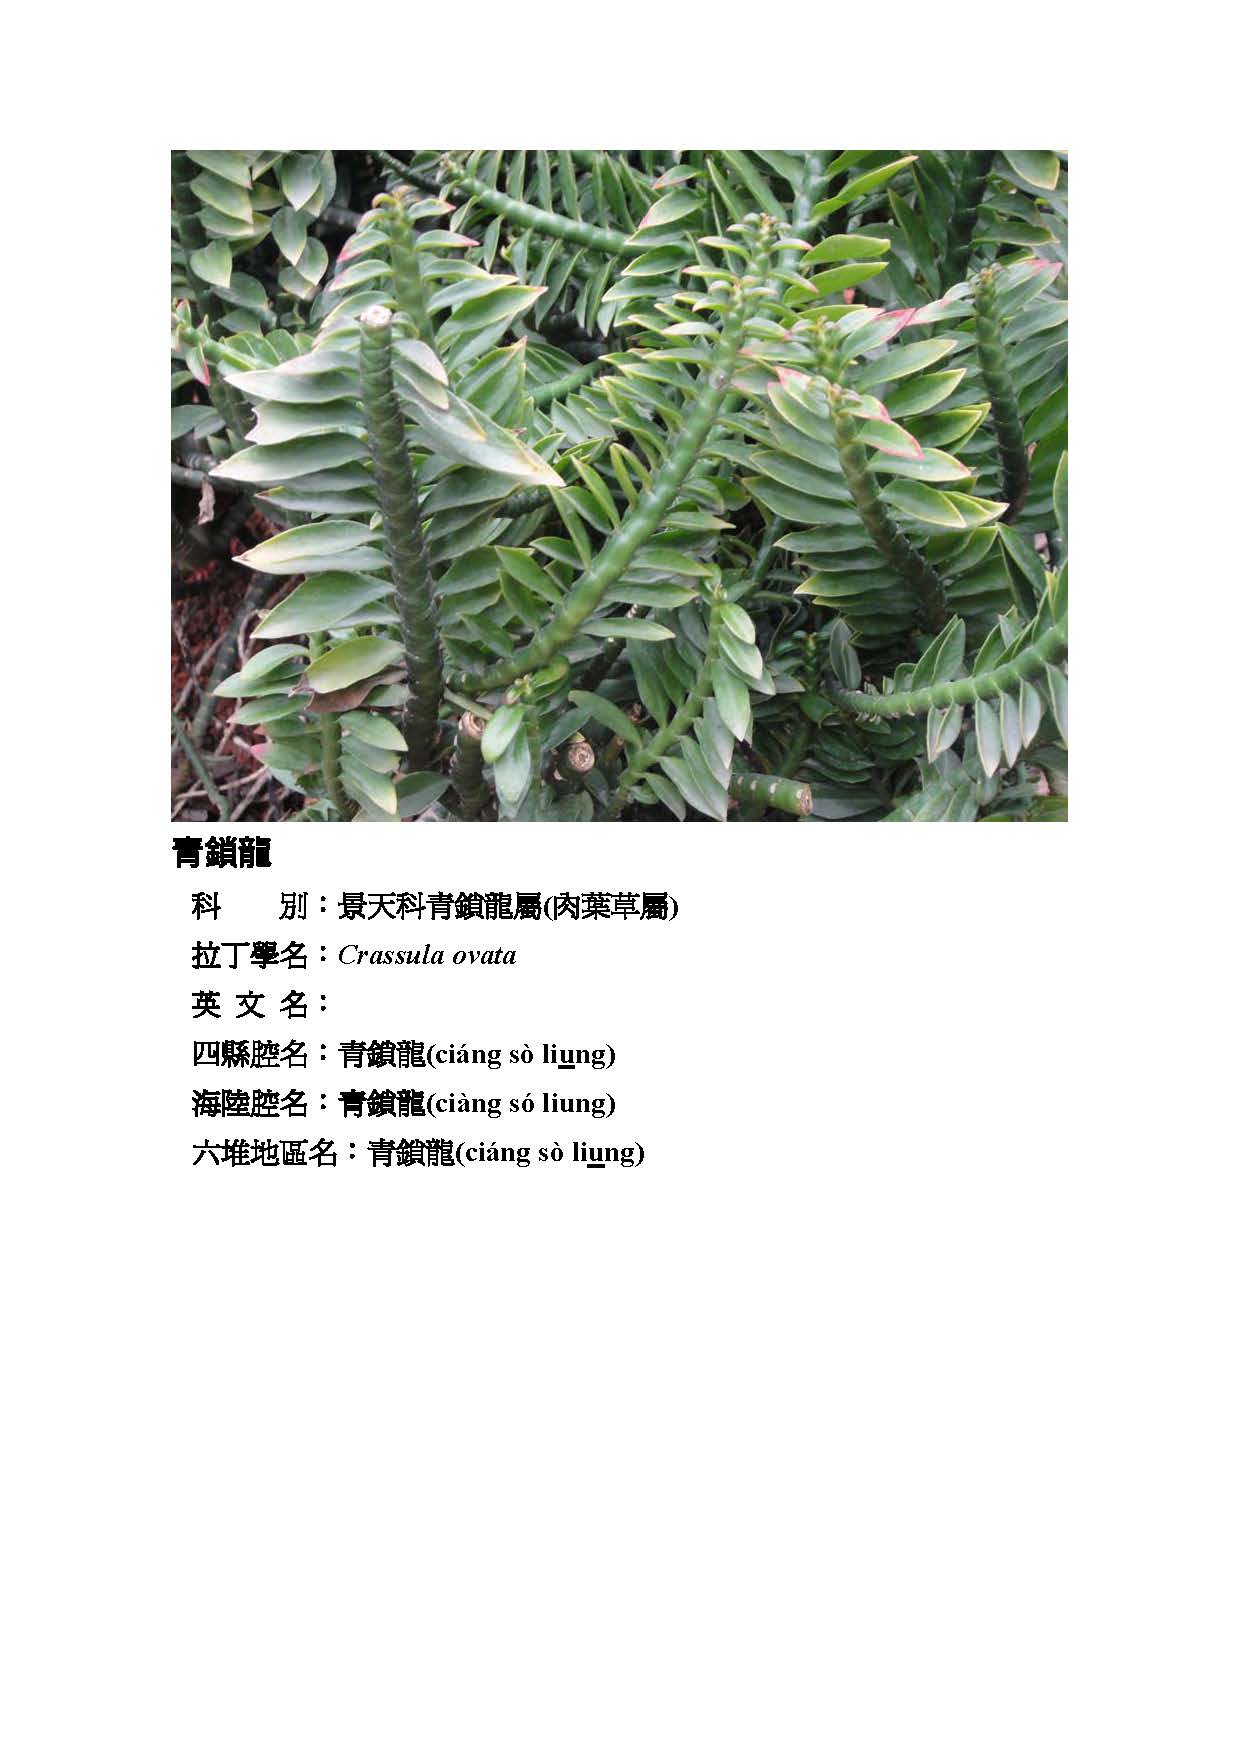 青鎖龍
科　　別：景天科青鎖龍屬(肉葉草屬)
拉丁學名：Crassula ovata
英 文 名：
四縣腔名：青鎖龍(ciáng sò liung)
海陸腔名：青鎖龍(ciàng só liung)
六堆地區名：青鎖龍(ciáng sò liung)